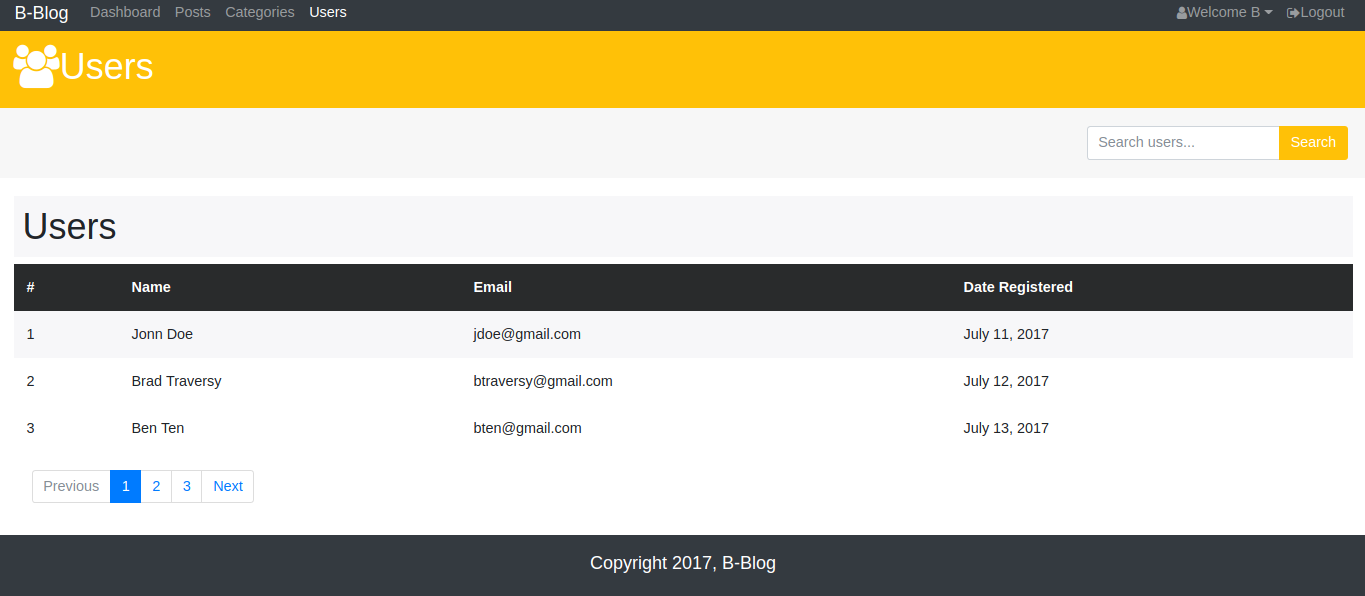 B-Blog Dashboard Posts Categories Users Welcome B Logout
Users
Search users... Search
Users
# Name Email Date Registered
1 Jonn Doe jdoe@gmail.com July 11, 2017
2 Brad Traversy btraversy@gmail.com July 12, 2017
3 Ben Ten bten@gmail.com July 13, 2017
Previous 1 2 3 Next
Copyright 2017, B-Blog